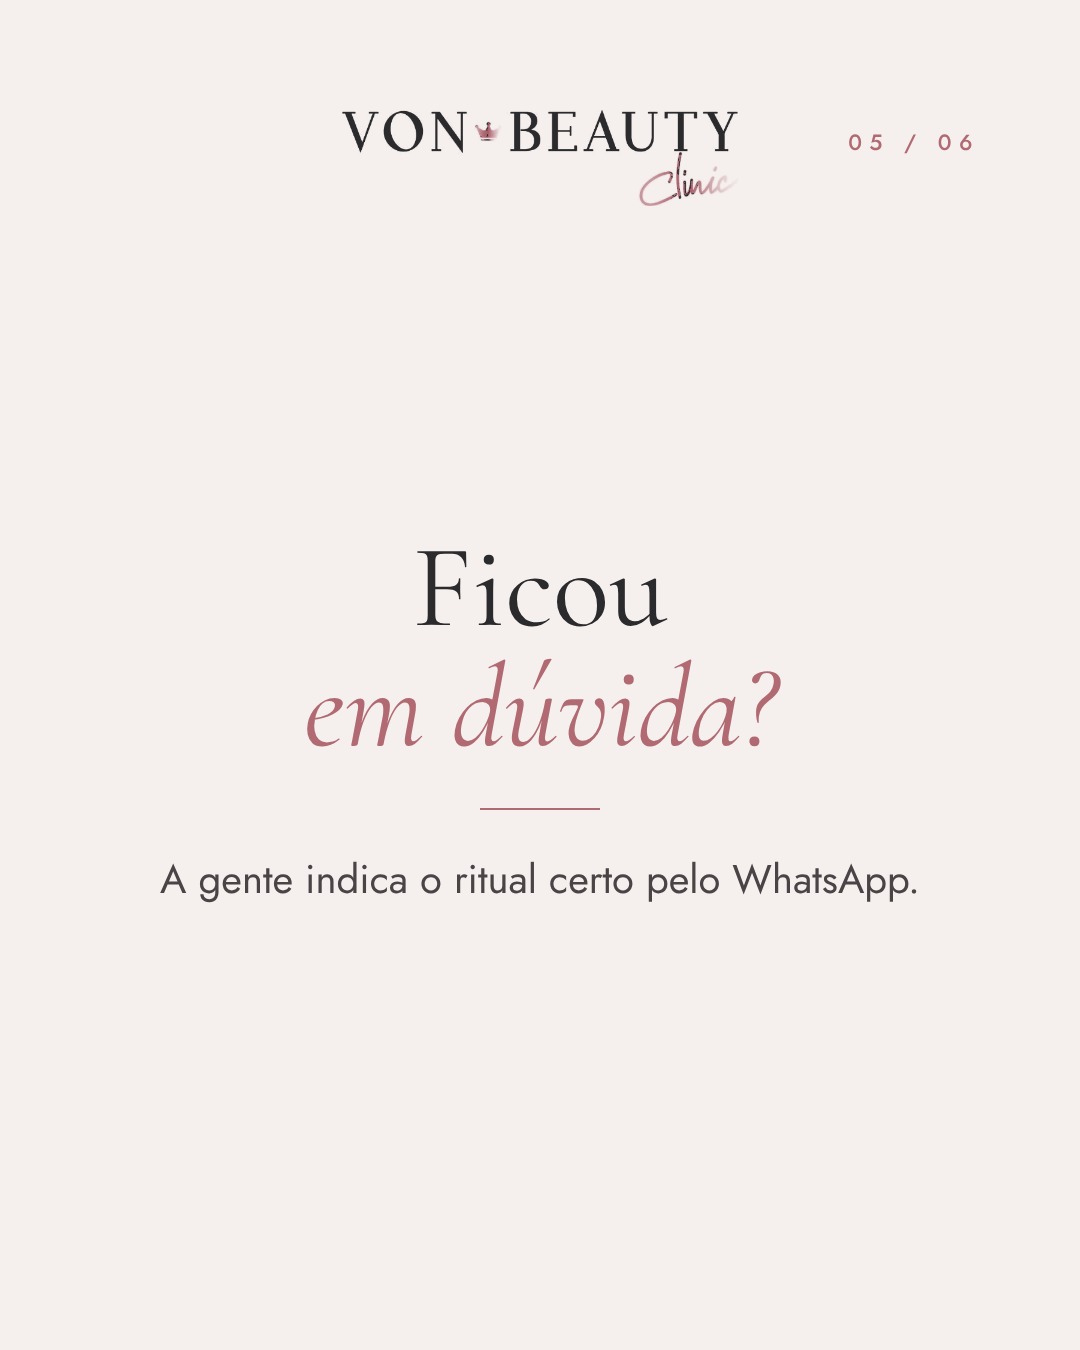 VON BEAUTY
Clinic
05 / 06
Ficou
em dúvida?
A gente indica o ritual certo pelo WhatsApp.